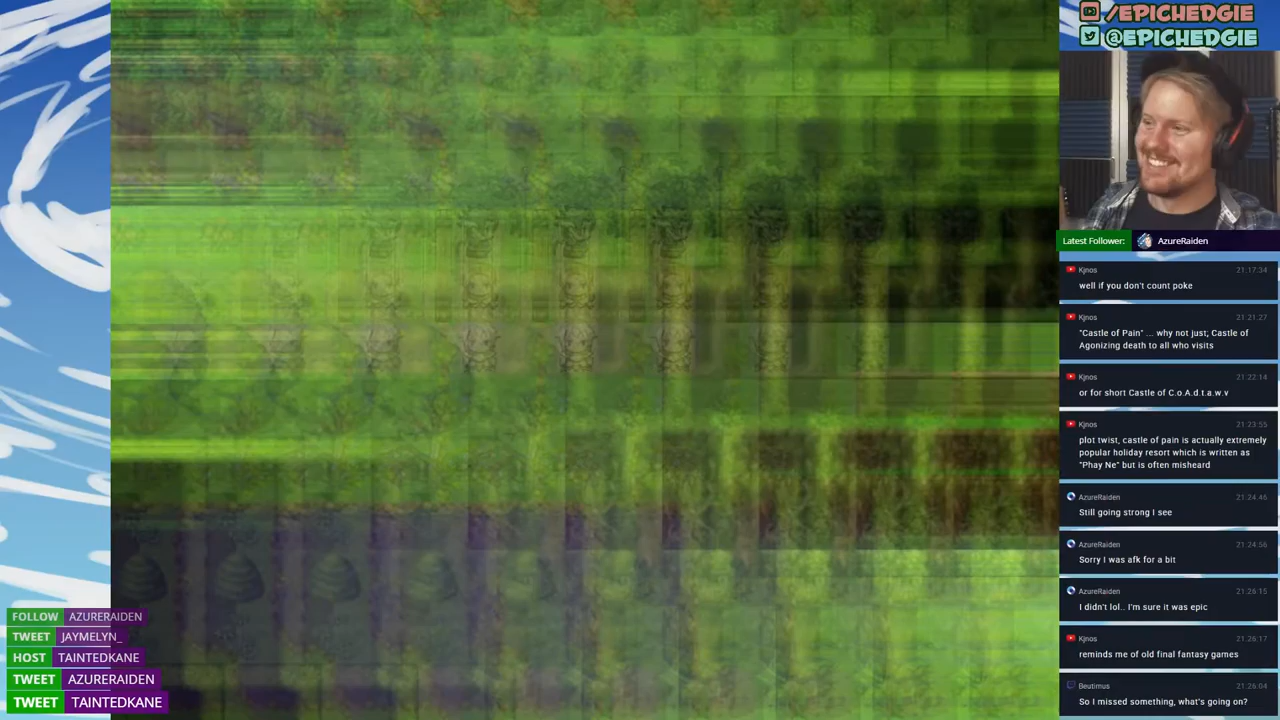 /EPICHEDGIE
@EPICHEDGIE
Latest Follower: AzureRaiden
Kjnos 21:17:34
well if you don't count poke
Kjnos 21:21:27
"Castle of Pain" ... why not just; Castle of
Agonizing death to all who visits
Kjnos 21:22:14
or for short Castle of C.o.A.d.t.a.w.v
Kjnos 21:23:55
plot twist, castle of pain is actually extremely
popular holiday resort which is written as
"Phay Ne" but is often misheard
AzureRaiden 21:24:46
Still going strong I see
AzureRaiden 21:24:56
Sorry I was afk for a bit
AzureRaiden 21:26:15
I didn't lol.. I'm sure it was epic
Kjnos 21:26:17
reminds me of old final fantasy games
Beutimus 21:26:04
So I missed something, what's going on?
FOLLOW AZURERAIDEN
TWEET JAYMELYN_
HOST TAINTEDKANE
TWEET AZURERAIDEN
TWEET TAINTEDKANE